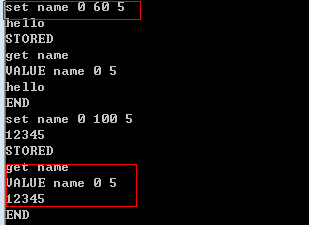 set name 0 60 5
hello
STORED
get name
VALUE name 0 5
hello
END
set name 0 100 5
12345
STORED
get name
VALUE name 0 5
12345
END